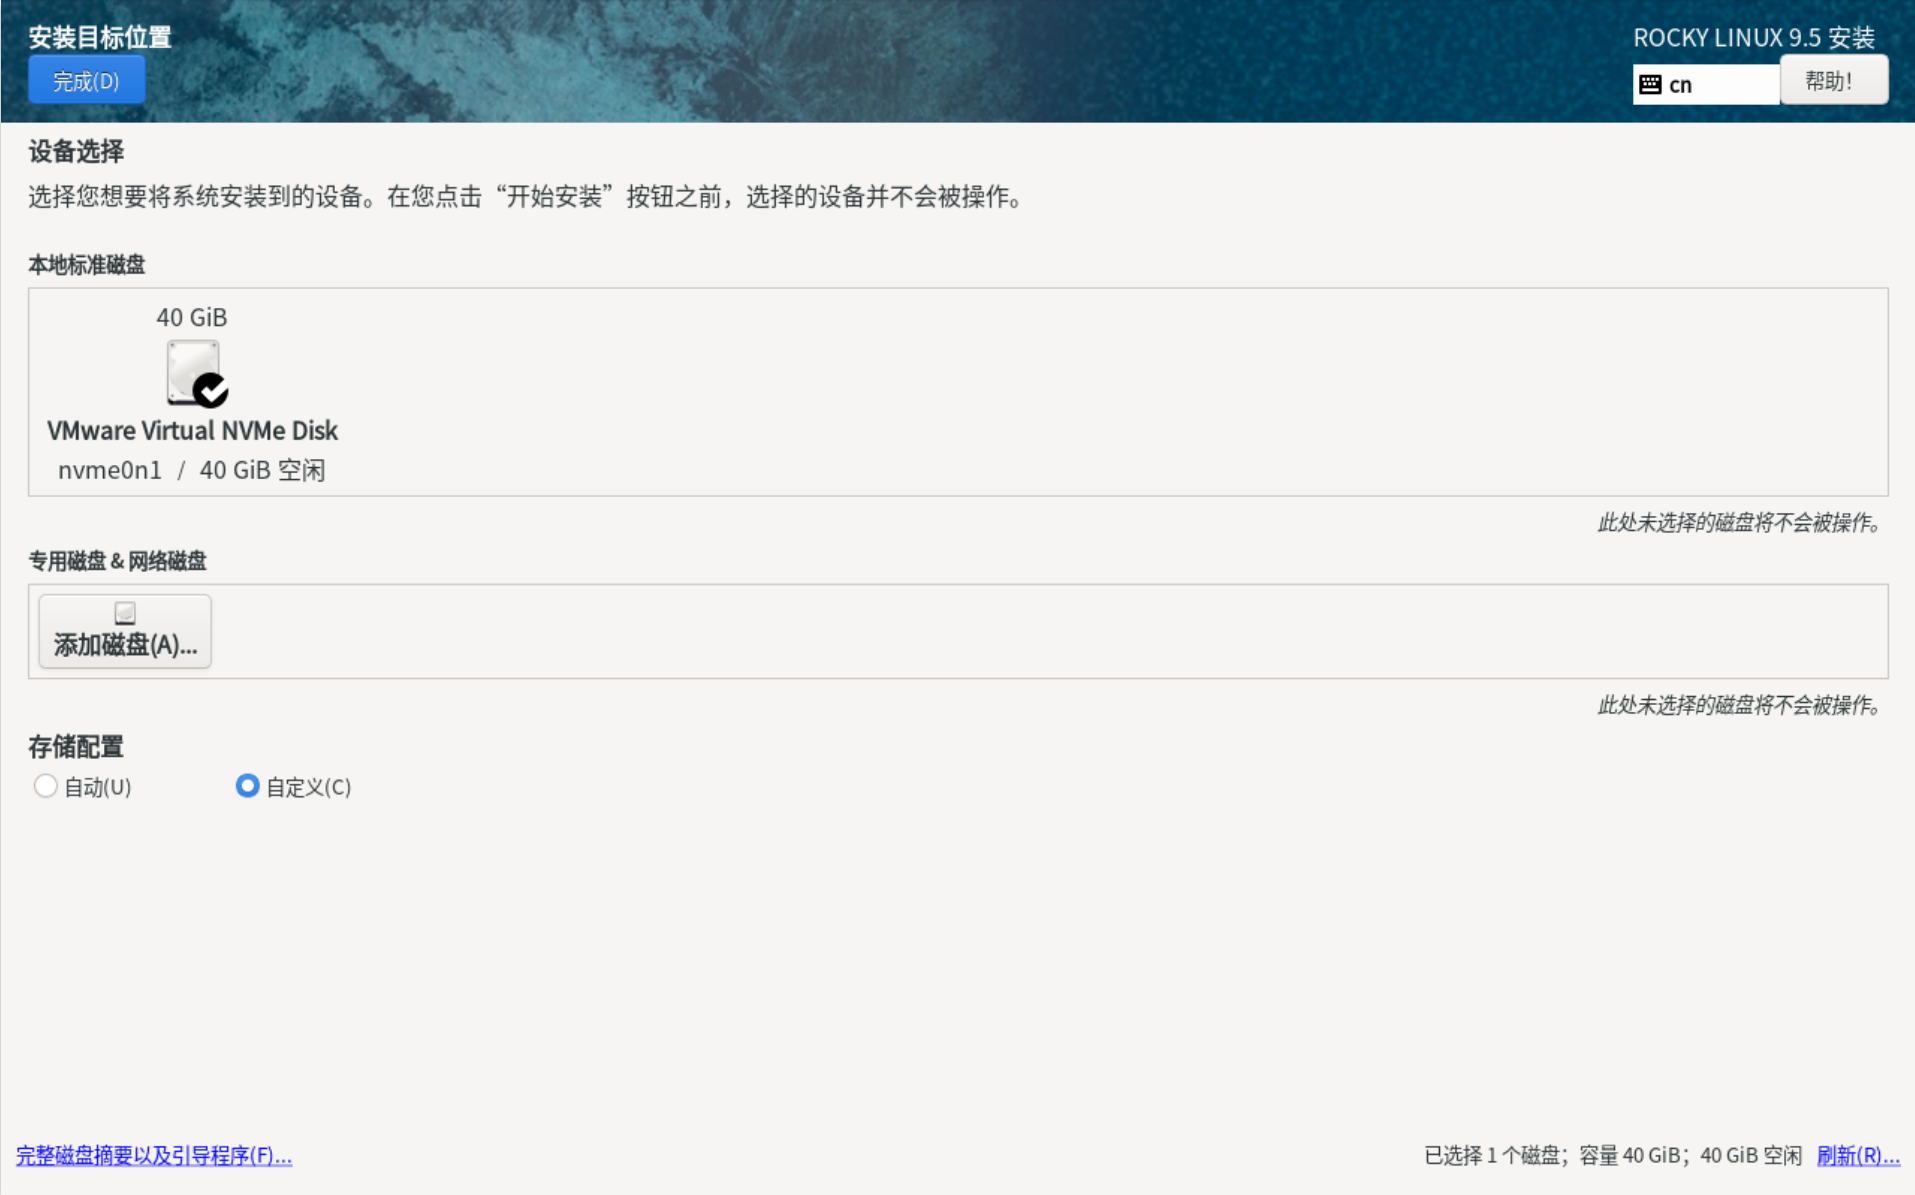 安装目标位置
ROCKY LINUX 9.5 安装
完成(D)
cn
帮助！
设备选择
选择您想要将系统安装到的设备。在您点击“开始安装”按钮之前，选择的设备并不会被操作。
本地标准磁盘
40 GiB
VMware Virtual NVMe Disk
nvme0n1 / 40 GiB 空闲
此处未选择的磁盘将不会被操作。
专用磁盘 & 网络磁盘
添加磁盘(A)...
此处未选择的磁盘将不会被操作。
存储配置
自动(U)
自定义(C)
完整磁盘摘要以及引导程序(F)...
已选择 1 个磁盘；容量 40 GiB；40 GiB 空闲 刷新(R)...